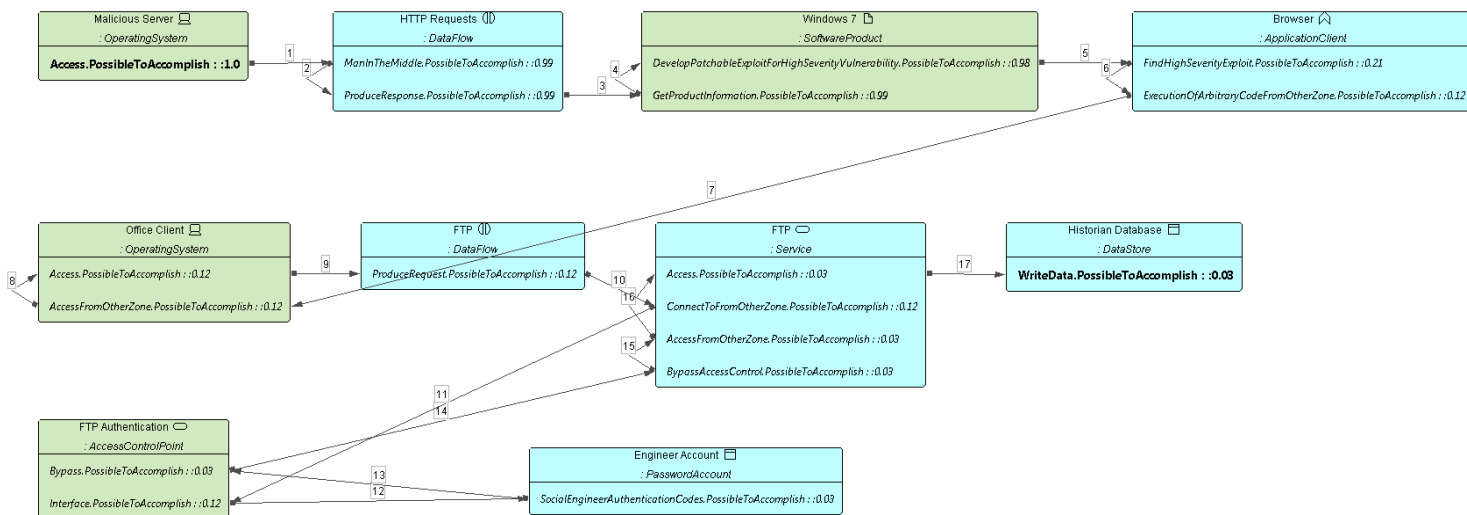 Malicious Server
: OperatingSystem
Access.PossibleToAccomplish : :1.0
1
HTTP Requests
: DataFlow
ManInTheMiddle.PossibleToAccomplish : :0.99
2
ProduceResponse.PossibleToAccomplish : :0.99
3
Windows 7
: SoftwareProduct
DevelopPatchableExploitForHighSeverityVulnerability.PossibleToAccomplish : :0.98
4
GetProductInformation.PossibleToAccomplish : :0.99
5
Browser
: ApplicationClient
FindHighSeverityExploit.PossibleToAccomplish : :0.21
6
ExecutionOfArbitraryCodeFromOtherZone.PossibleToAccomplish : :0.12
7
Office Client
: OperatingSystem
Access.PossibleToAccomplish : :0.12
8
AccessFromOtherZone.PossibleToAccomplish : :0.12
9
FTP
: DataFlow
ProduceRequest.PossibleToAccomplish : :0.12
10
16
FTP
: Service
Access.PossibleToAccomplish : :0.03
ConnectToFromOtherZone.PossibleToAccomplish : :0.12
AccessFromOtherZone.PossibleToAccomplish : :0.03
15
BypassAccessControl.PossibleToAccomplish : :0.03
17
Historian Database
: DataStore
WriteData.PossibleToAccomplish : :0.03
11
14
FTP Authentication
: AccessControlPoint
Bypass.PossibleToAccomplish : :0.03
Interface.PossibleToAccomplish : :0.12
13
12
Engineer Account
: PasswordAccount
SocialEngineerAuthenticationCodes.PossibleToAccomplish : :0.03